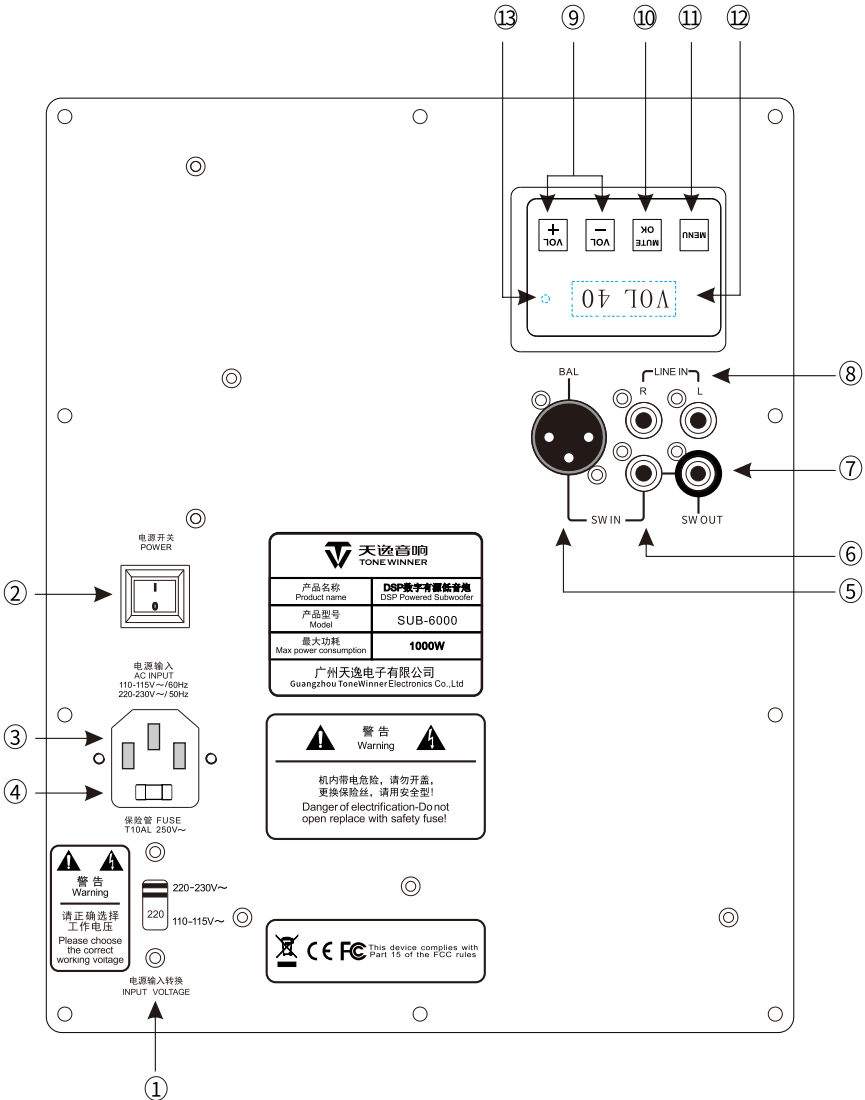 ⑬
⑨
⑩
⑪
⑫
VOL
+
VOL
−
MUTE
OK
MENU
VOL 40
BAL
LINE IN
R
L
⑧
⑦
SW IN
SW OUT
⑥
⑤
电源开关
POWER
I
0
②
天逸音响
TONEWINNER
产品名称
Product name
DSP数字有源低音炮
DSP Powered Subwoofer
产品型号
Model
SUB-6000
最大功耗
Max power consumption
1000W
广州天逸电子有限公司
Guangzhou ToneWinner Electronics Co.,Ltd
电源输入
AC INPUT
110-115V～/60Hz
220-230V～/50Hz
③
④
保险管 FUSE
T10AL 250V～
警告
Warning
机内带电危险，请勿开盖，
更换保险丝，请用安全型！
Danger of electrification-Do not
open replace with safety fuse!
警告
Warning
请正确选择
工作电压
Please choose
the correct
working voltage
220-230V～
220
110-115V～
电源输入转换
INPUT VOLTAGE
CE FC This device complies with
Part 15 of the FCC rules
①